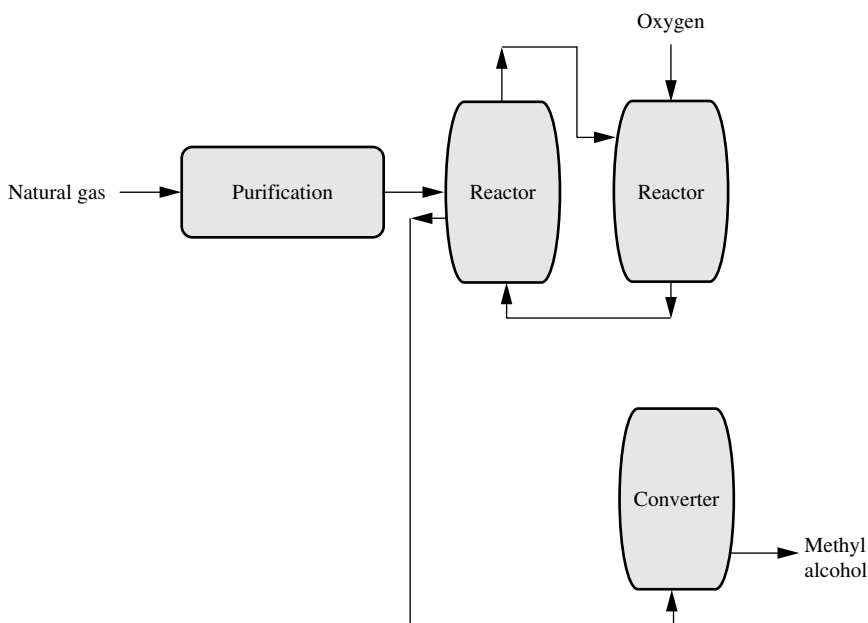 Oxygen
Natural gas
Purification
Reactor
Reactor
Converter
Methyl
alcohol